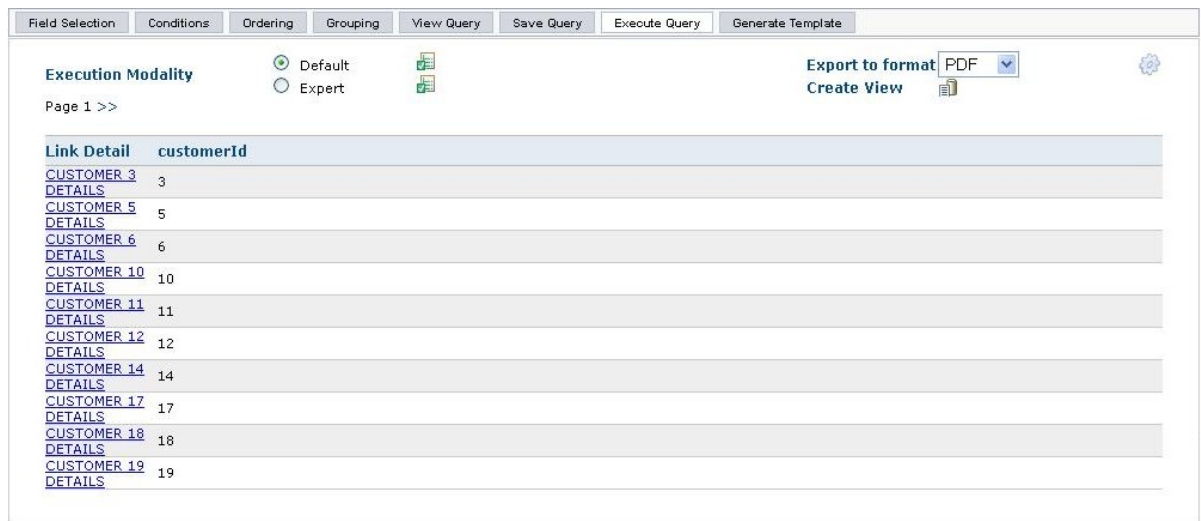 Field Selection Conditions Ordering Grouping View Query Save Query Execute Query Generate Template
Execution Modality
Default
Expert
Export to format PDF
Create View
Page 1 >>
Link Detail customerId
CUSTOMER 3
DETAILS
3
CUSTOMER 5
DETAILS
5
CUSTOMER 6
DETAILS
6
CUSTOMER 10
DETAILS
10
CUSTOMER 11
DETAILS
11
CUSTOMER 12
DETAILS
12
CUSTOMER 14
DETAILS
14
CUSTOMER 17
DETAILS
17
CUSTOMER 18
DETAILS
18
CUSTOMER 19
DETAILS
19